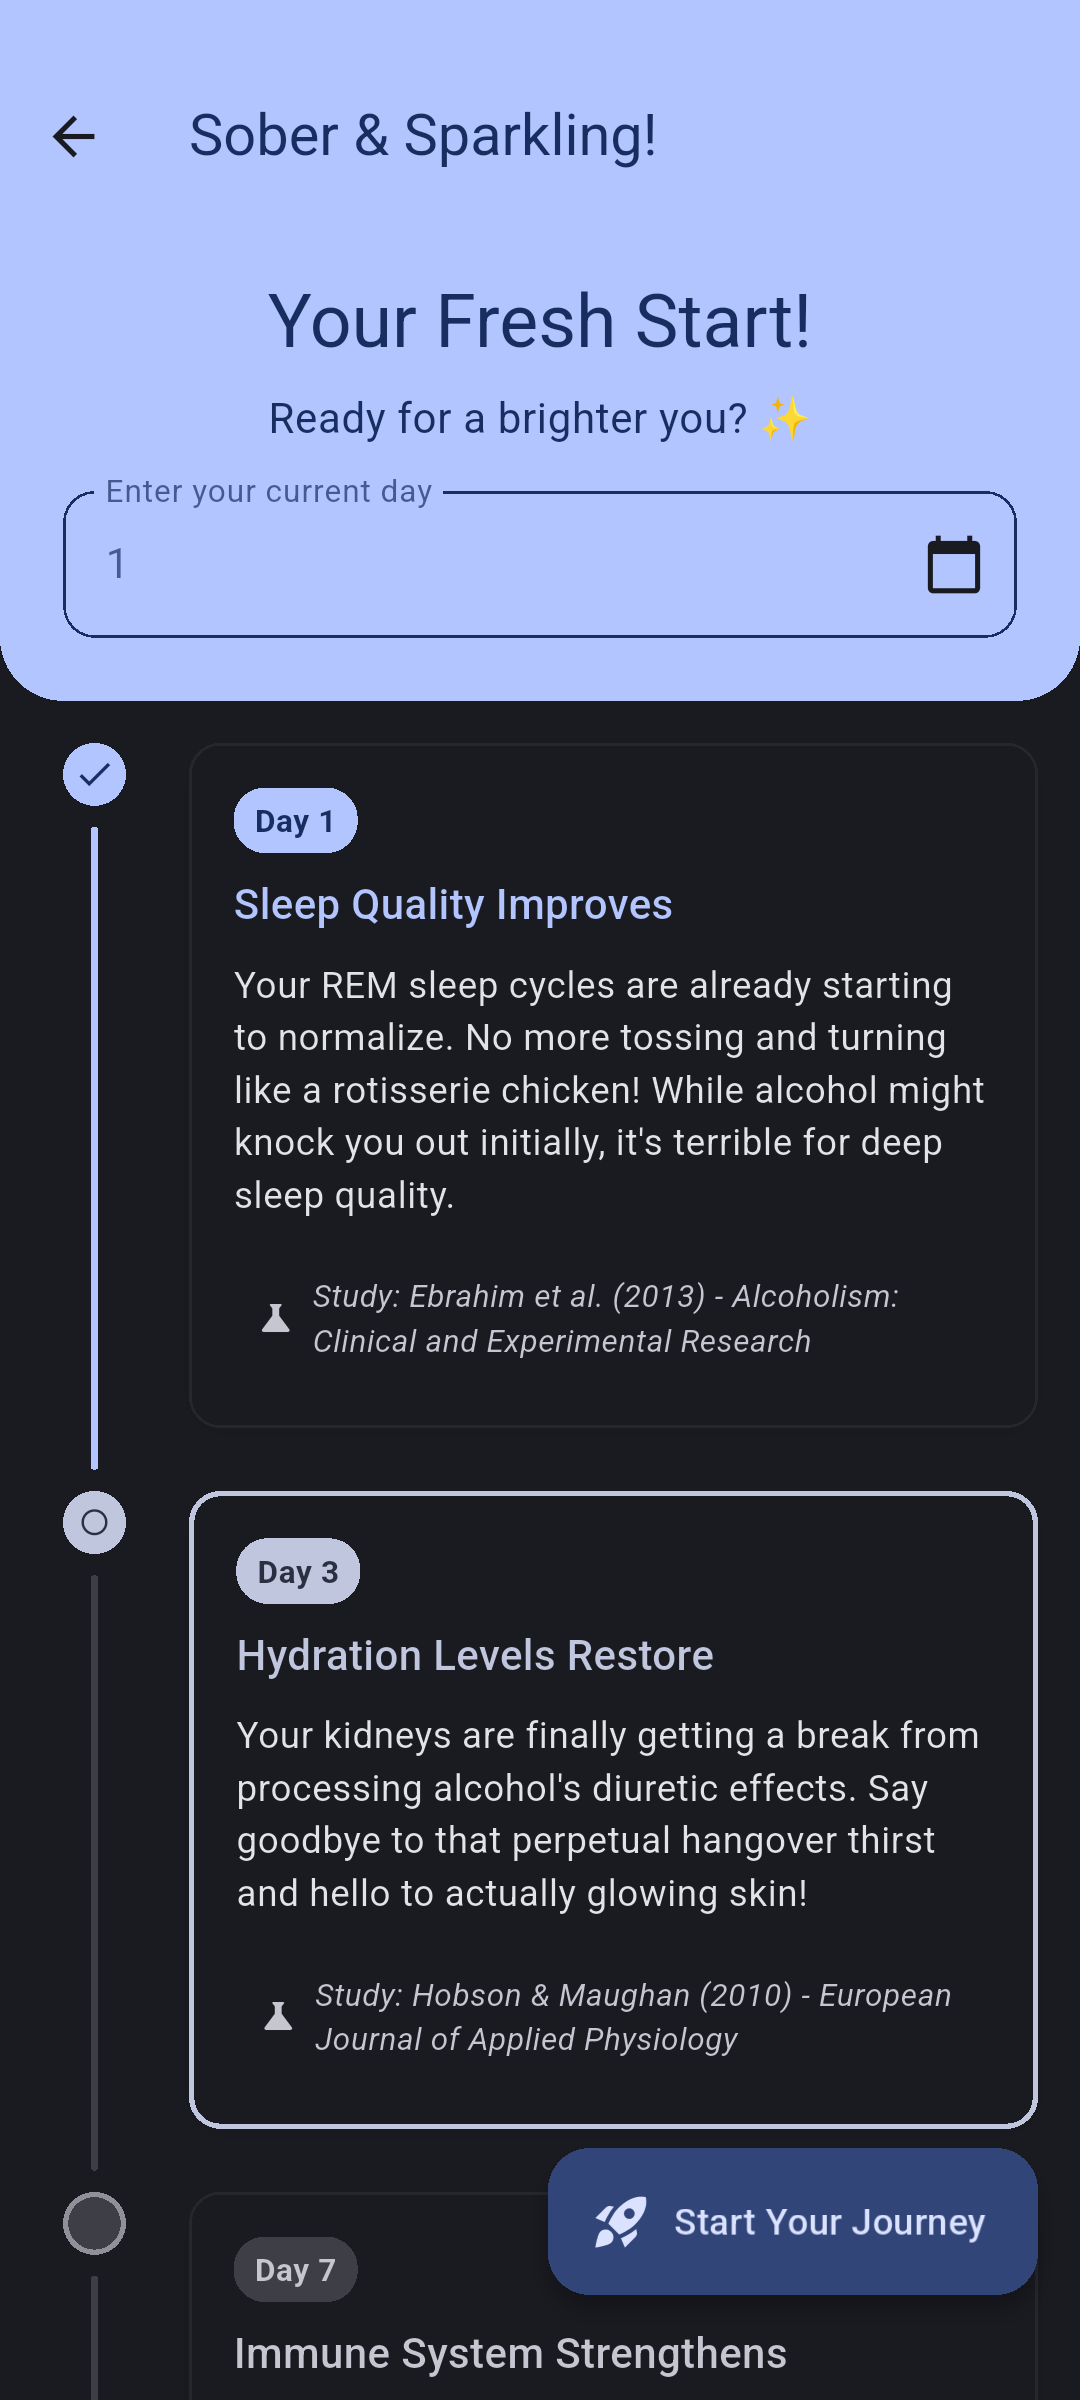 Sober & Sparkling!
Your Fresh Start!
Ready for a brighter you? ✨
Enter your current day
1
Day 1
Sleep Quality Improves
Your REM sleep cycles are already starting
to normalize. No more tossing and turning
like a rotisserie chicken! While alcohol might
knock you out initially, it's terrible for deep
sleep quality.
Study: Ebrahim et al. (2013) - Alcoholism:
Clinical and Experimental Research
Day 3
Hydration Levels Restore
Your kidneys are finally getting a break from
processing alcohol's diuretic effects. Say
goodbye to that perpetual hangover thirst
and hello to actually glowing skin!
Study: Hobson & Maughan (2010) - European
Journal of Applied Physiology
Start Your Journey
Day 7
Immune System Strengthens